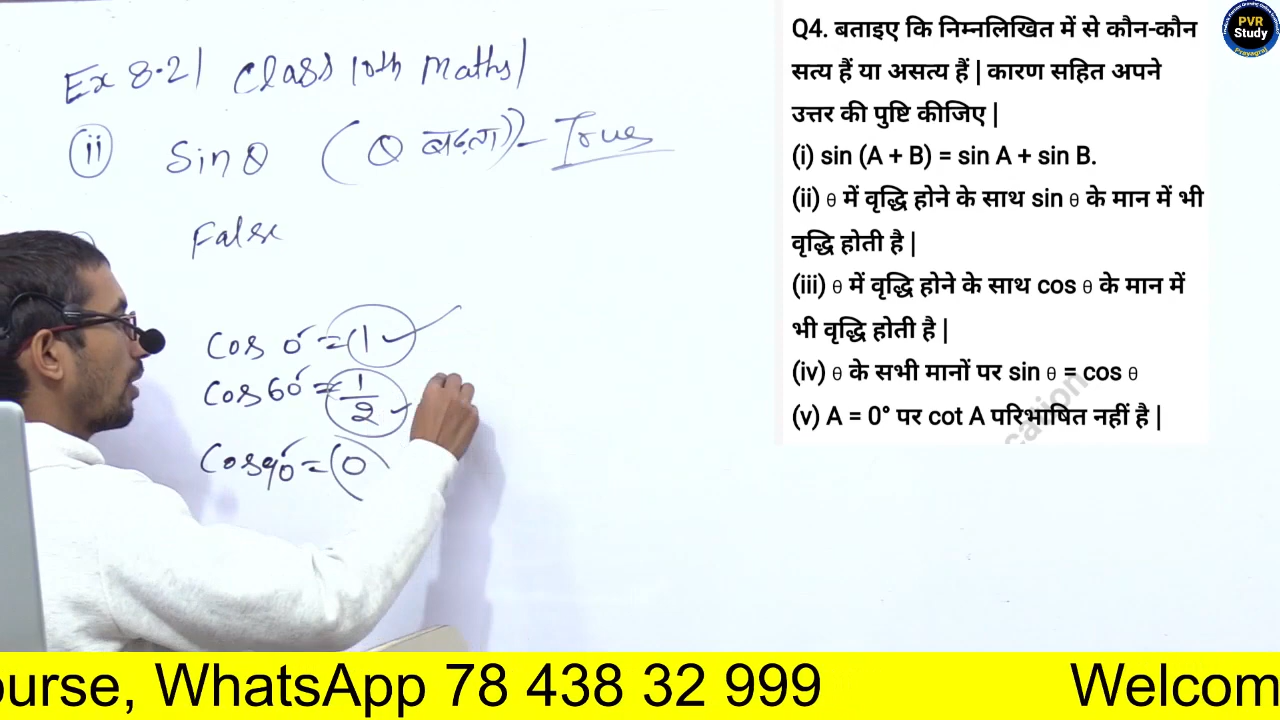 Ex 8.2| Class 10th Maths|
(ii) Sin θ (θ बढ़ता) - True
False
Cos 0° = 1
Cos 60° = 1/2
Cos 90° = 0
Q4. बताइए कि निम्नलिखित में से कौन-कौन
सत्य हैं या असत्य हैं | कारण सहित अपने
उत्तर की पुष्टि कीजिए |
(i) sin (A + B) = sin A + sin B.
(ii) θ में वृद्धि होने के साथ sin θ के मान में भी
वृद्धि होती है |
(iii) θ में वृद्धि होने के साथ cos θ के मान में
भी वृद्धि होती है |
(iv) θ के सभी मानों पर sin θ = cos θ
(v) A = 0° पर cot A परिभाषित नहीं है |
cation
PVR
Study
Prayagraj
ourse, WhatsApp 78 438 32 999 Welcom